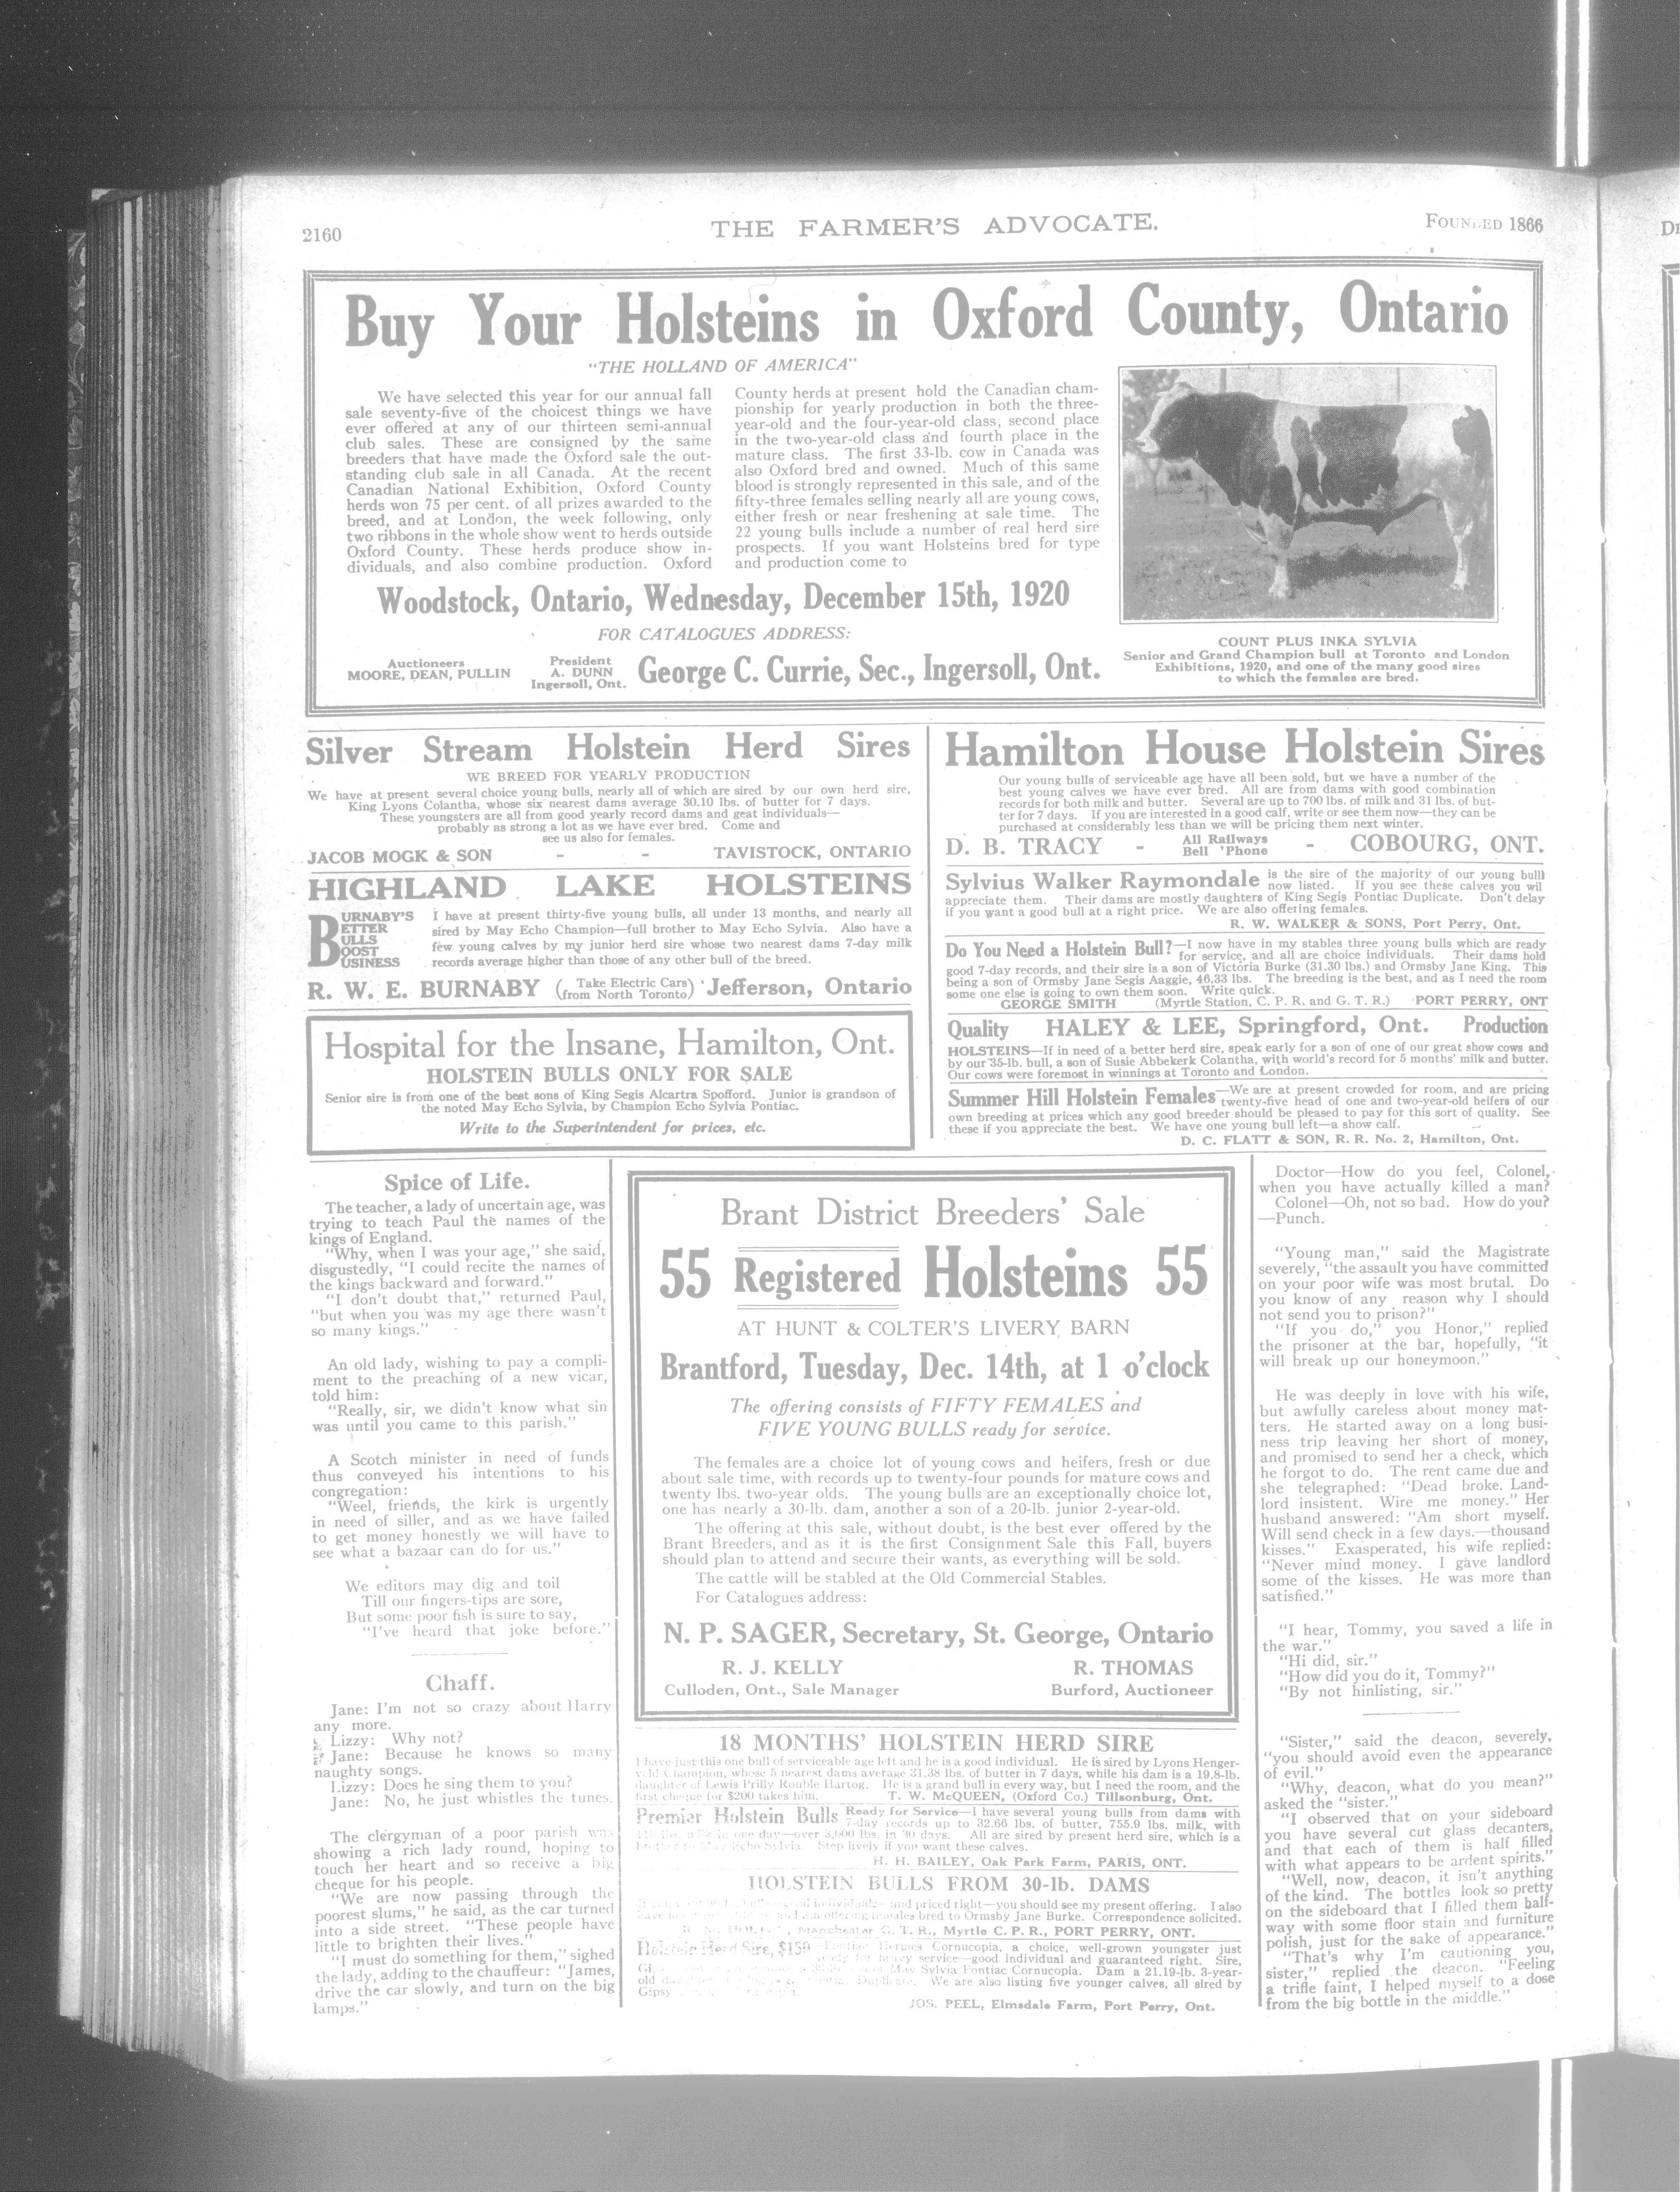 2160
THE FARMER'S ADVOCATE.
FOUNDED 1866
Buy Your Holsteins in Oxford County, Ontario
"THE HOLLAND OF AMERICA"
We have selected this year for our annual fall
sale seventy-five of the choicest things we have
ever offered at any of our thirteen semi-annual
club sales. These are consigned by the same
breeders that have made the Oxford sale the out-
standing club sale in all Canada. At the recent
Canadian National Exhibition, Oxford County
herds won 75 per cent. of all prizes awarded to the
breed, and at London, the week following, only
two ribbons in the whole show went to herds outside
Oxford County. These herds produce show in-
dividuals, and also combine production. Oxford
County herds at present hold the Canadian cham-
pionship for yearly production in both the three-
year-old and the four-year-old class, second place
in the two-year-old class and fourth place in the
mature class. The first 33-lb. cow in Canada was
also Oxford bred and owned. Much of this same
blood is strongly represented in this sale, and of the
fifty-three females selling nearly all are young cows,
either fresh or near freshening at sale time. The
22 young bulls include a number of real herd sire
prospects. If you want Holsteins bred for type
and production come to
Woodstock, Ontario, Wednesday, December 15th, 1920
FOR CATALOGUES ADDRESS:
Auctioneers
MOORE, DEAN, PULLIN
President
A. DUNN
Ingersoll, Ont.
George C. Currie, Sec., Ingersoll, Ont.
COUNT PLUS INKA SYLVIA
Senior and Grand Champion bull at Toronto and London
Exhibitions, 1920, and one of the many good sires
to which the females are bred.
Silver Stream Holstein Herd Sires
WE BREED FOR YEARLY PRODUCTION
We have at present several choice young bulls, nearly all of which are sired by our own herd sire,
King Lyons Colantha, whose six nearest dams average 30.10 lbs. of butter for 7 days.
These youngsters are all from good yearly record dams and geat individuals—
probably as strong a lot as we have ever bred. Come and
see us also for females.
JACOB MOGK & SON - - TAVISTOCK, ONTARIO
HIGHLAND LAKE HOLSTEINS
BURNABY'S
ETTER
ULLS
OOST
USINESS
I have at present thirty-five young bulls, all under 13 months, and nearly all
sired by May Echo Champion—full brother to May Echo Sylvia. Also have a
few young calves by my junior herd sire whose two nearest dams 7-day milk
records average higher than those of any other bull of the breed.
R. W. E. BURNABY (Take Electric Cars from North Toronto) Jefferson, Ontario
Hospital for the Insane, Hamilton, Ont.
HOLSTEIN BULLS ONLY FOR SALE
Senior sire is from one of the best sons of King Segis Alcartra Spofford. Junior is grandson of
the noted May Echo Sylvia, by Champion Echo Sylvia Pontiac.
Write to the Superintendent for prices, etc.
Hamilton House Holstein Sires
Our young bulls of serviceable age have all been sold, but we have a number of the
best young calves we have ever bred. All are from dams with good combination
records for both milk and butter. Several are up to 700 lbs. of milk and 31 lbs. of but-
ter for 7 days. If you are interested in a good calf, write or see them now—they can be
purchased at considerably less than we will be pricing them next winter.
D. B. TRACY - All Railways Bell 'Phone - COBOURG, ONT.
Sylvius Walker Raymondale is the sire of the majority of our young bulll
now listed. If you see these calves you wil
appreciate them. Their dams are mostly daughters of King Segis Pontiac Duplicate. Don't delay
if you want a good bull at a right price. We are also offering females.
R. W. WALKER & SONS, Port Perry, Ont.
Do You Need a Holstein Bull?—I now have in my stables three young bulls which are ready
for service, and all are choice individuals. Their dams hold
good 7-day records, and their sire is a son of Victoria Burke (31.30 lbs.) and Ormsby Jane King. This
being a son of Ormsby Jane Segis Aaggie, 46.33 lbs. The breeding is the best, and as I need the room
some one else is going to own them soon. Write quick.
GEORGE SMITH (Myrtle Station, C. P. R. and G. T. R.) PORT PERRY, ONT
Quality HALEY & LEE, Springford, Ont. Production
HOLSTEINS—If in need of a better herd sire, speak early for a son of one of our great show cows and
by our 35-lb. bull, a son of Susie Abbekerk Colantha, with world's record for 5 months' milk and butter.
Our cows were foremost in winnings at Toronto and London.
Summer Hill Holstein Females—We are at present crowded for room, and are pricing
twenty-five head of one and two-year-old heifers of our
own breeding at prices which any good breeder should be pleased to pay for this sort of quality. See
these if you appreciate the best. We have one young bull left—a show calf.
D. C. FLATT & SON, R. R. No. 2, Hamilton, Ont.
Spice of Life.
The teacher, a lady of uncertain age, was
trying to teach Paul the names of the
kings of England.
"Why, when I was your age," she said,
disgustedly, "I could recite the names of
the kings backward and forward."
"I don't doubt that," returned Paul,
"but when you was my age there wasn't
so many kings."
An old lady, wishing to pay a compli-
ment to the preaching of a new vicar,
told him:
"Really, sir, we didn't know what sin
was until you came to this parish."
A Scotch minister in need of funds
thus conveyed his intentions to his
congregation:
"Weel, friends, the kirk is urgently
in need of siller, and as we have failed
to get money honestly we will have to
see what a bazaar can do for us."
We editors may dig and toil
Till our fingers-tips are sore,
But some poor fish is sure to say,
"I've heard that joke before."
Chaff.
Jane: I'm not so crazy about Harry
any more.
Lizzy: Why not?
Jane: Because he knows so many
naughty songs.
Lizzy: Does he sing them to you?
Jane: No, he just whistles the tunes.
The clergyman of a poor parish was
showing a rich lady round, hoping to
touch her heart and so receive a big
cheque for his people.
"We are now passing through the
poorest slums," he said, as the car turned
into a side street. "These people have
little to brighten their lives."
"I must do something for them," sighed
the lady, adding to the chauffeur: "James,
drive the car slowly, and turn on the big
lamps."
Brant District Breeders' Sale
55 Registered Holsteins 55
AT HUNT & COLTER'S LIVERY BARN
Brantford, Tuesday, Dec. 14th, at 1 o'clock
The offering consists of FIFTY FEMALES and
FIVE YOUNG BULLS ready for service.
The females are a choice lot of young cows and heifers, fresh or due
about sale time, with records up to twenty-four pounds for mature cows and
twenty lbs. two-year olds. The young bulls are an exceptionally choice lot,
one has nearly a 30-lb. dam, another a son of a 20-lb. junior 2-year-old.
The offering at this sale, without doubt, is the best ever offered by the
Brant Breeders, and as it is the first Consignment Sale this Fall, buyers
should plan to attend and secure their wants, as everything will be sold.
The cattle will be stabled at the Old Commercial Stables.
For Catalogues address:
N. P. SAGER, Secretary, St. George, Ontario
R. J. KELLY
Culloden, Ont., Sale Manager
R. THOMAS
Burford, Auctioneer
18 MONTHS' HOLSTEIN HERD SIRE
I have just this one bull of serviceable age left and he is a good individual. He is sired by Lyons Henger-
veld Champion, whose 5 nearest dams average 31.38 lbs. of butter in 7 days, while his dam is a 19.8-lb.
daughter of Lewis Prilly Rouble Hartog. He is a grand bull in every way, but I need the room, and the
first cheque for $200 takes him. T. W. McQUEEN, (Oxford Co.) Tillsonburg, Ont.
Premier Holstein Bulls Ready for Service—I have several young bulls from dams with
7-day records up to 32.66 lbs. of butter, 755.9 lbs. milk, with
lbs. milk in one day—over 3,000 lbs. in 30 days. All are sired by present herd sire, which is a
brother to May Echo Sylvia. Step lively if you want these calves.
H. H. BAILEY, Oak Park Farm, PARIS, ONT.
HOLSTEIN BULLS FROM 30-lb. DAMS
good individuals—and priced right—you should see my present offering. I also
am offering females bred to Ormsby Jane Burke. Correspondence solicited.
Manchester G. T. R., Myrtle C. P. R., PORT PERRY, ONT.
Holstein Herd Sire, $150—Pontiac Hermes Cornucopia, a choice, well-grown youngster just
ready for heavy service—good individual and guaranteed right. Sire,
May Sylvia Pontiac Cornucopia. Dam a 21.19-lb. 3-year-
old Duplicate. We are also listing five younger calves, all sired by
Gipsy
JOS. PEEL, Elmsdale Farm, Port Perry, Ont.
Doctor—How do you feel, Colonel,
when you have actually killed a man?
Colonel—Oh, not so bad. How do you?
—Punch.
"Young man," said the Magistrate
severely, "the assault you have committed
on your poor wife was most brutal. Do
you know of any reason why I should
not send you to prison?"
"If you do," you Honor," replied
the prisoner at the bar, hopefully, "it
will break up our honeymoon."
He was deeply in love with his wife,
but awfully careless about money mat-
ters. He started away on a long busi-
ness trip leaving her short of money,
and promised to send her a check, which
he forgot to do. The rent came due and
she telegraphed: "Dead broke. Land-
lord insistent. Wire me money." Her
husband answered: "Am short myself.
Will send check in a few days.—thousand
kisses." Exasperated, his wife replied:
"Never mind money. I gave landlord
some of the kisses. He was more than
satisfied."
"I hear, Tommy, you saved a life in
the war."
"Hi did, sir."
"How did you do it, Tommy?"
"By not hinlisting, sir."
"Sister," said the deacon, severely,
"you should avoid even the appearance
of evil."
"Why, deacon, what do you mean?"
asked the "sister."
"I observed that on your sideboard
you have several cut glass decanters,
and that each of them is half filled
with what appears to be ardent spirits."
"Well, now, deacon, it isn't anything
of the kind. The bottles look so pretty
on the sideboard that I filled them half-
way with some floor stain and furniture
polish, just for the sake of appearance."
"That's why I'm cautioning you,
sister," replied the deacon. "Feeling
a trifle faint, I helped myself to a dose
from the big bottle in the middle."